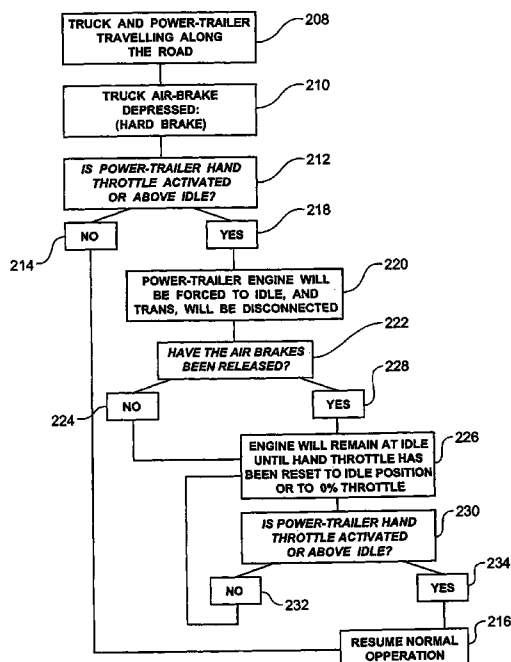 TRUCK AND POWER-TRAILER
TRAVELLING ALONG
THE ROAD
208
TRUCK AIR-BRAKE
DEPRESSED:
(HARD BRAKE)
210
IS POWER-TRAILER HAND
THROTTLE ACTIVATED
OR ABOVE IDLE?
212
NO
214
YES
218
POWER-TRAILER ENGINE WILL
BE FORCED TO IDLE, AND
TRANS, WILL BE DISCONNECTED
220
HAVE THE AIR BRAKES
BEEN RELEASED?
222
NO
224
YES
228
ENGINE WILL REMAIN AT IDLE
UNTIL HAND THROTTLE HAS
BEEN RESET TO IDLE POSITION
OR TO 0% THROTTLE
226
IS POWER-TRAILER HAND
THROTTLE ACTIVATED
OR ABOVE IDLE?
230
NO
232
YES
234
RESUME NORMAL
OPPERATION
216